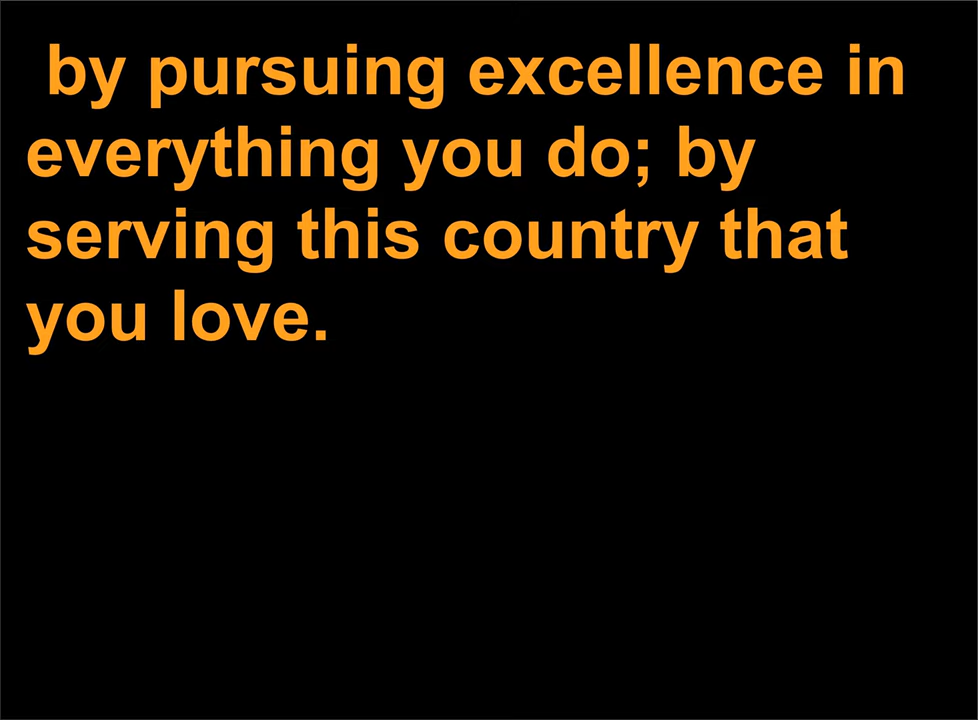 by pursuing excellence in
everything you do; by
serving this country that
you love.